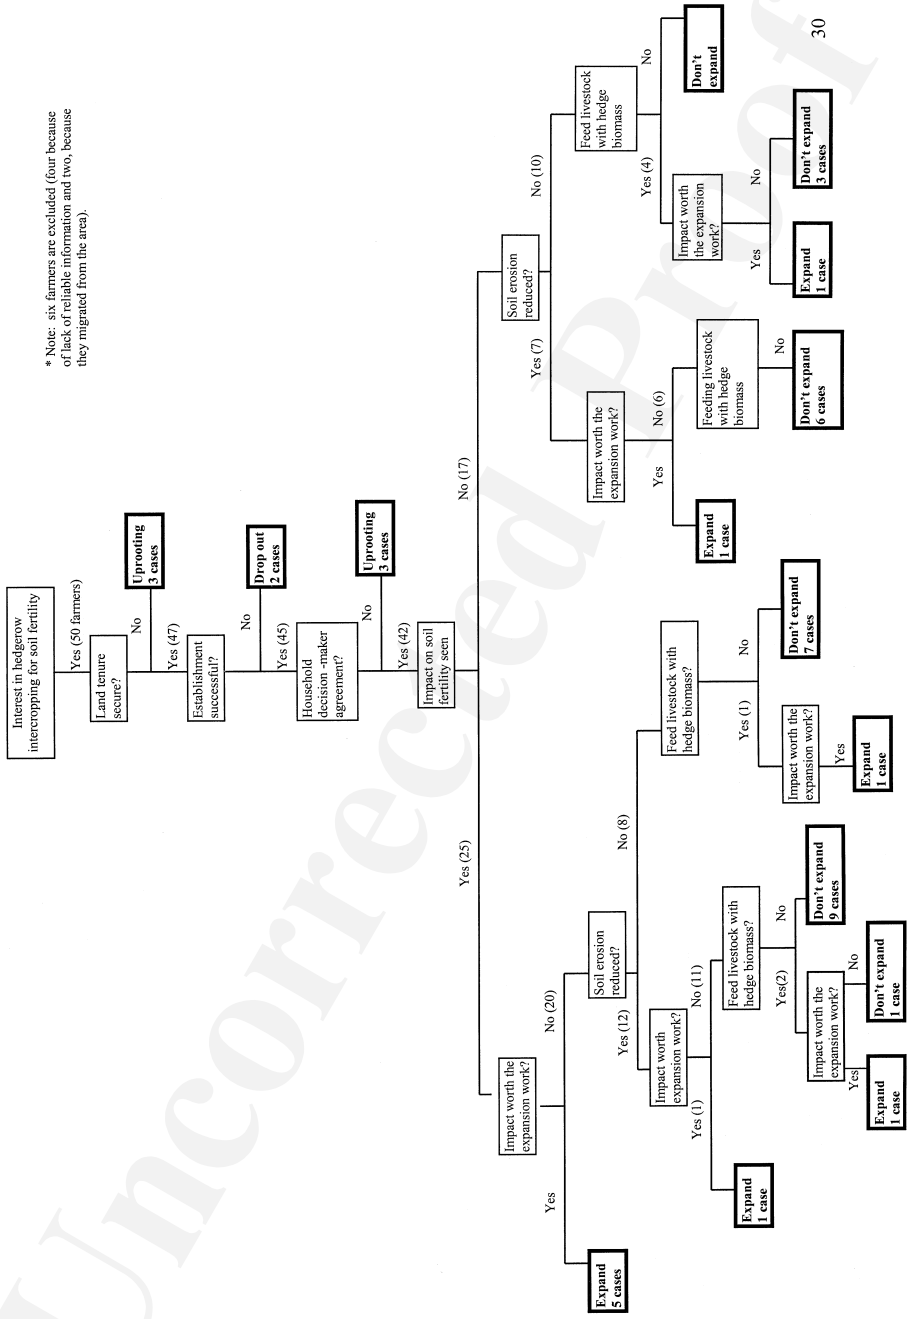 * Note: six farmers are excluded (four because
of lack of reliable information and two, because
they migrated from the area).
Interest in hedgerow
intercropping for soil fertility
Yes (50 farmers)
Land tenure
secure?
No
Uprooting
3 cases
Yes (47)
Establishment
successful?
No
Drop out
2 cases
Yes (45)
Household
decision -maker
agreement?
No
Uprooting
3 cases
Yes (42)
Impact on soil
fertility seen
Yes (25)
No (17)
Impact worth the
expansion work?
Yes
No (20)
Expand
5 cases
Soil erosion
reduced?
Yes (12)
No (8)
Impact worth
expansion work?
Yes (1)
No (11)
Expand
1 case
Feed livestock with
hedge biomass?
Yes(2)
No
Impact worth the
expansion work?
Don't expand
9 cases
Yes
No
Expand
1 case
Don't expand
1 case
Feed livestock with
hedge biomass?
Yes (1)
No
Impact worth the
expansion work?
Don't expand
7 cases
Yes
Expand
1 case
Soil erosion
reduced?
Yes (7)
No (10)
Impact worth the
expansion work?
Yes
No (6)
Expand
1 case
Feeding livestock
with hedge
biomass
No
Don't expand
6 cases
Feed livestock
with hedge
biomass
Yes (4)
No
Impact worth
the expansion
work?
Don't
expand
Yes
No
Expand
1 case
Don't expand
3 cases
30
Uncorrected Proof